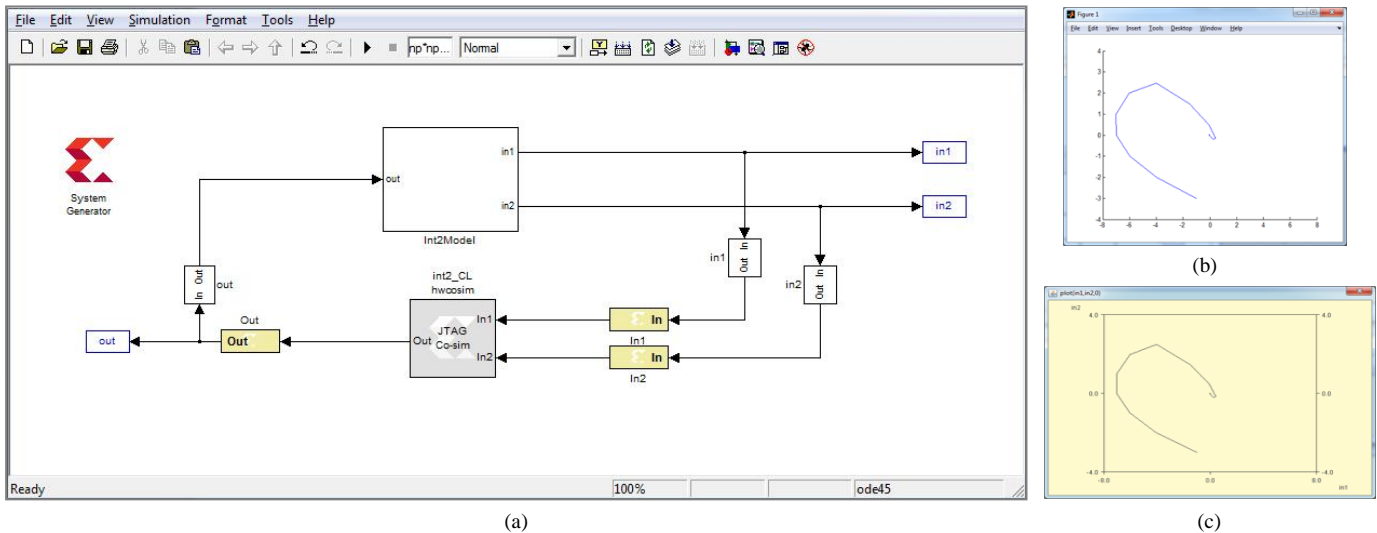 File Edit View Simulation Format Tools Help
np*np... Normal
System
Generator
out
in1
in2
Int2Model
in1
in2
Out
In
out
in1
Out In
in2
Out In
int2_CL
hwcosim
In1
In2
JTAG
Co-sim
Out
In
In1
In
In2
Out
Out
out
Ready 100% ode45
(a)
Figure 1
File Edit View Insert Tools Desktop Window Help
4
3
2
1
0
-1
-2
-3
-4
-8 -6 -4 -2 0 2 4 6 8
(b)
plot(in1,in2,0)
in2
4.0 4.0
0.0 0.0
-4.0 -4.0
0.0
in1
(c)